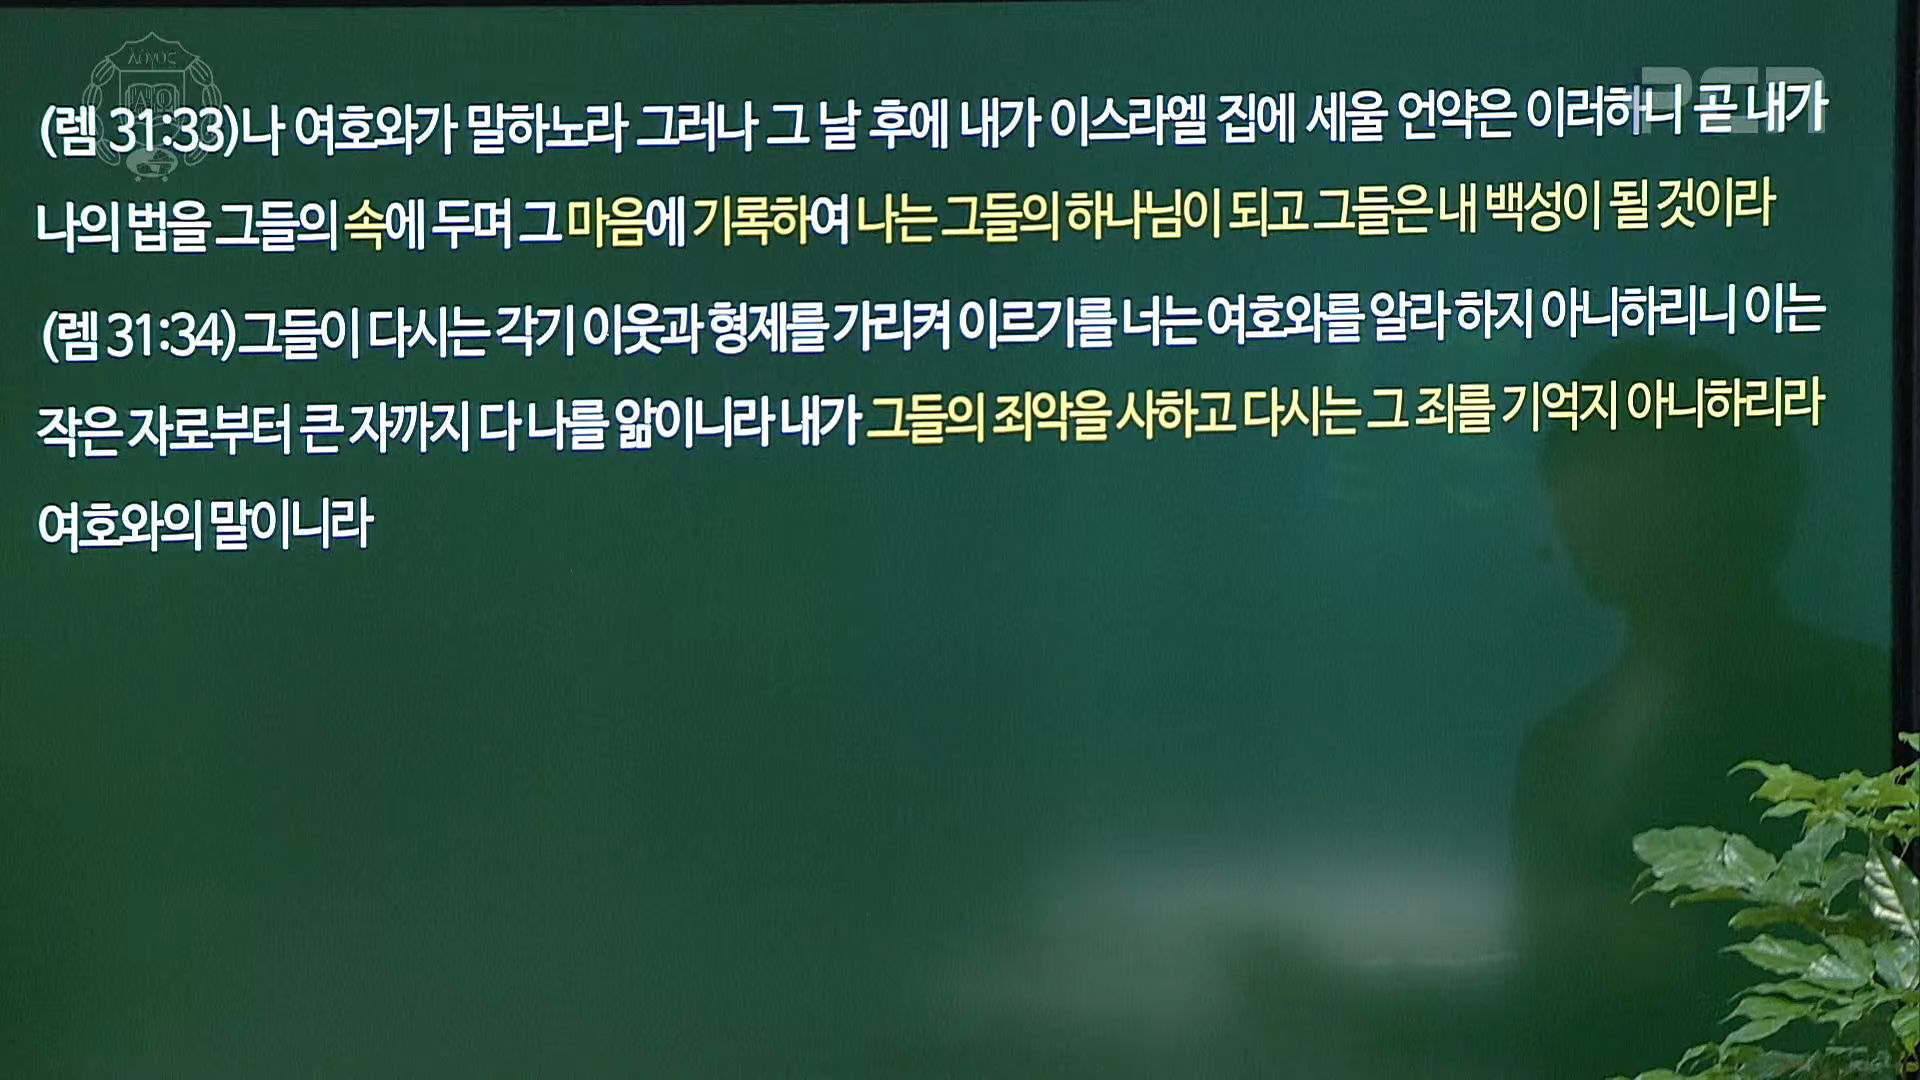 λόγος
ΑΩ
PEN
(렘 31:33)나 여호와가 말하노라 그러나 그 날 후에 내가 이스라엘 집에 세울 언약은 이러하니 곧 내가
나의 법을 그들의 속에 두며 그 마음에 기록하여 나는 그들의 하나님이 되고 그들은 내 백성이 될 것이라
(렘 31:34)그들이 다시는 각기 이웃과 형제를 가리켜 이르기를 너는 여호와를 알라 하지 아니하리니 이는
작은 자로부터 큰 자까지 다 나를 앎이니라 내가 그들의 죄악을 사하고 다시는 그 죄를 기억지 아니하리라
여호와의 말이니라